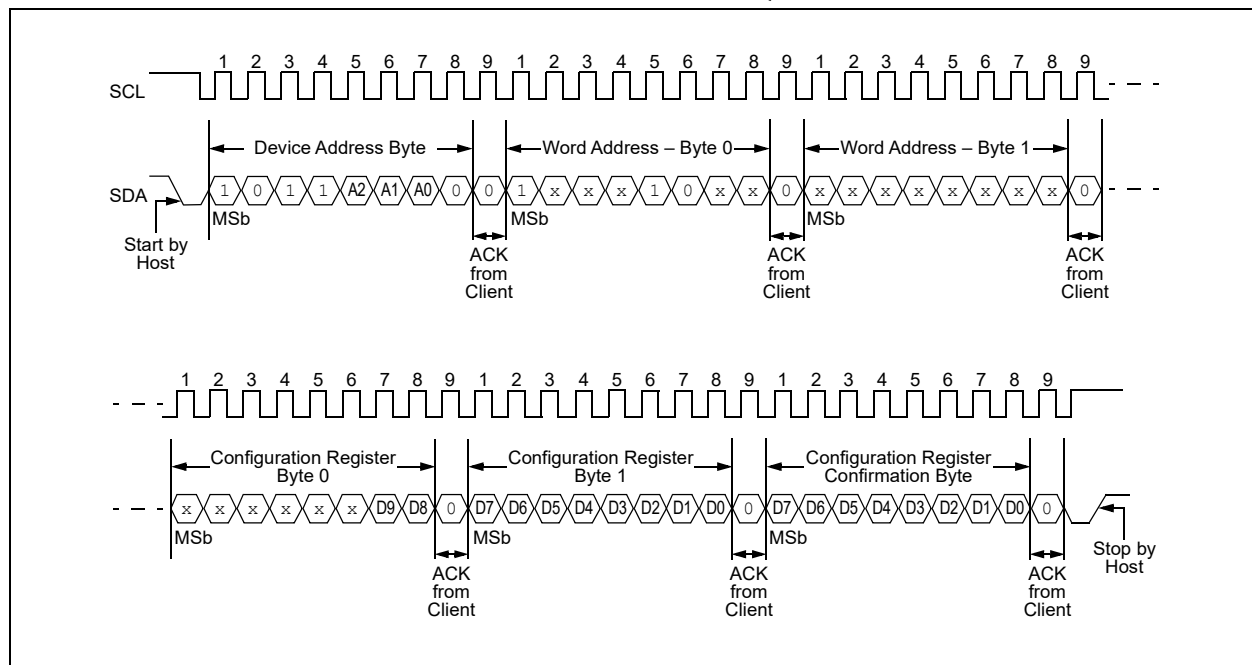 1 2 3 4 5 6 7 8 9 1 2 3 4 5 6 7 8 9 1 2 3 4 5 6 7 8 9
SCL
Device Address Byte
Word Address – Byte 0
Word Address – Byte 1
SDA
1 0 1 1 A2 A1 A0 0 0 1 x x x 1 0 x x 0 x x x x x x x x 0
MSb
MSb
MSb
Start by
Host
ACK
from
Client
ACK
from
Client
ACK
from
Client
1 2 3 4 5 6 7 8 9 1 2 3 4 5 6 7 8 9 1 2 3 4 5 6 7 8 9
Configuration Register
Byte 0
Configuration Register
Byte 1
Configuration Register
Confirmation Byte
x x x x x x D9 D8 0 D7 D6 D5 D4 D3 D2 D1 D0 0 D7 D6 D5 D4 D3 D2 D1 D0 0
MSb
MSb
MSb
Stop by
Host
ACK
from
Client
ACK
from
Client
ACK
from
Client